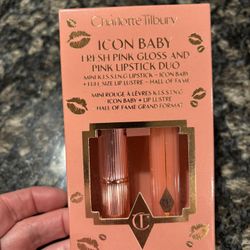 Charlotte Tilbury
ICON BABY
FRESH PINK GLOSS AND
PINK LIPSTICK DUO
MINI K.I.S.S.I.N.G LIPSTICK – ICON BABY
+ FULL SIZE LIP LUSTRE – HALL OF FAME
MINI ROUGE À LÈVRES K.I.S.S.I.N.G
ICON BABY + LIP LUSTRE
HALL OF FAME GRAND FORMAT
CT